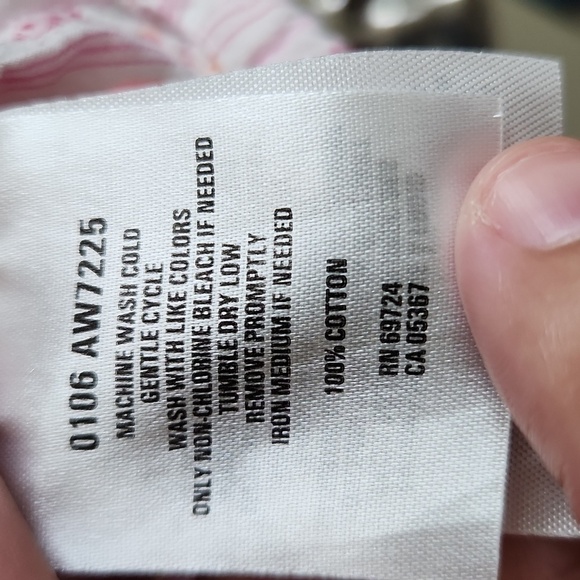 0106 AW7225
MACHINE WASH COLD
GENTLE CYCLE
WASH WITH LIKE COLORS
ONLY NON-CHLORINE BLEACH IF NEEDED
TUMBLE DRY LOW
REMOVE PROMPTLY
IRON MEDIUM IF NEEDED
100% COTTON
RN 69724
CA 05367